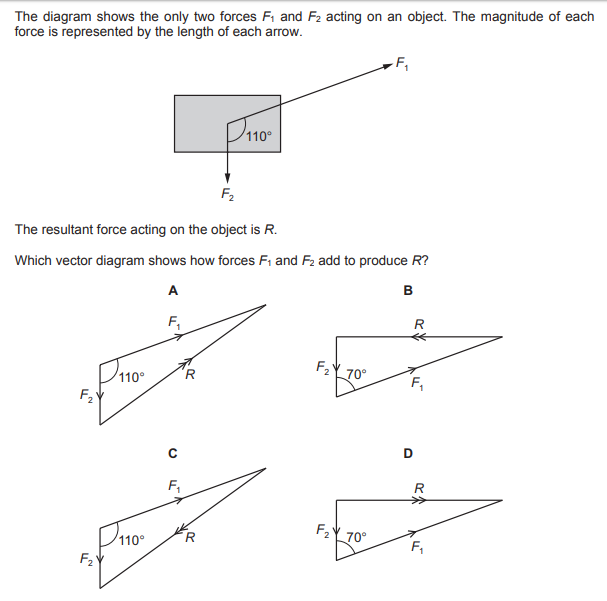 The diagram shows the only two forces F₁ and F₂ acting on an object. The magnitude of each
force is represented by the length of each arrow.
F₁
110°
F₂
The resultant force acting on the object is R.
Which vector diagram shows how forces F₁ and F₂ add to produce R?
A
B
F₁
110°
R
F₂
R
F₂
70°
F₁
C
D
F₁
110°
R
F₂
R
F₂
70°
F₁